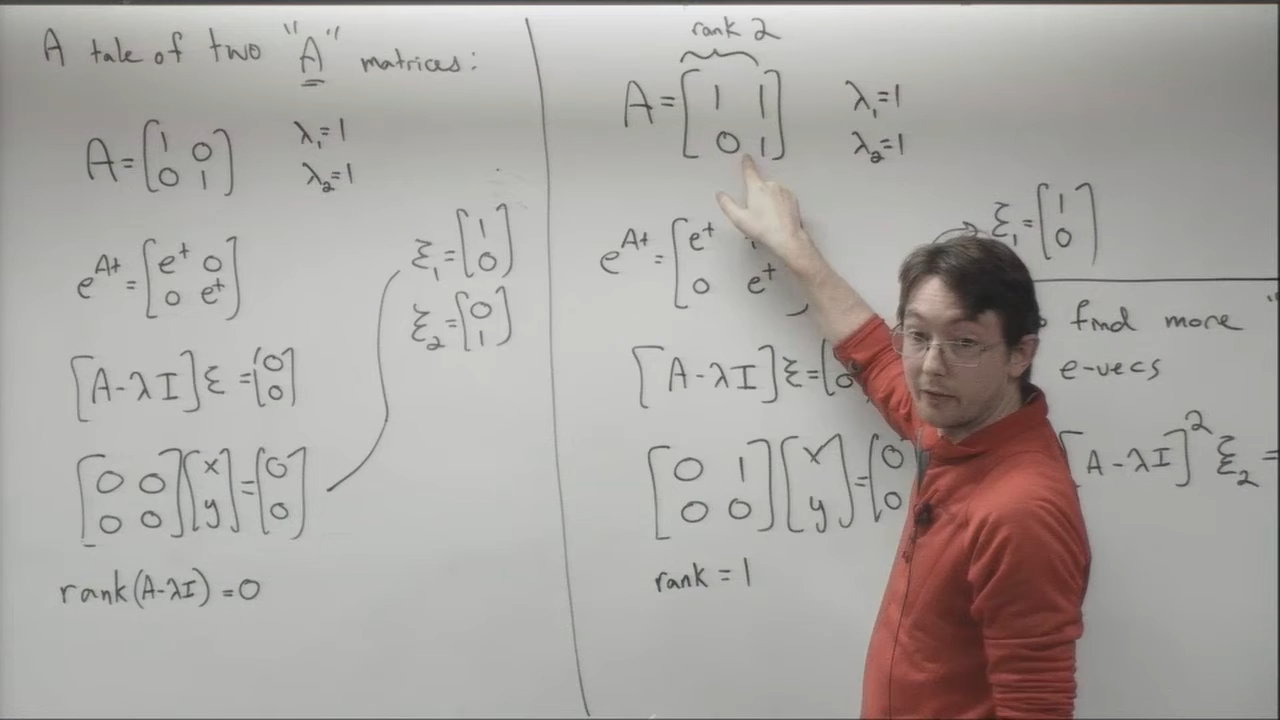 A tale of two "A" matrices:
A = [1 0; 0 1] λ₁=1 λ₂=1
e^{At} = [e^t 0; 0 e^t]
ξ₁ = [1; 0]
ξ₂ = [0; 1]
[A-λI]ξ = [0; 0]
[0 0; 0 0][x; y] = [0; 0]
rank(A-λI) = 0
rank 2
A = [1 1; 0 1] λ₁=1 λ₂=1
e^{At} = [e^t; 0 e^t]
ξ₁ = [1; 0]
[A-λI]ξ = [0
[0 1; 0 0][x; y] = [0; 0
rank = 1
find more "
e-vecs
[A-λI]² ξ₂ =